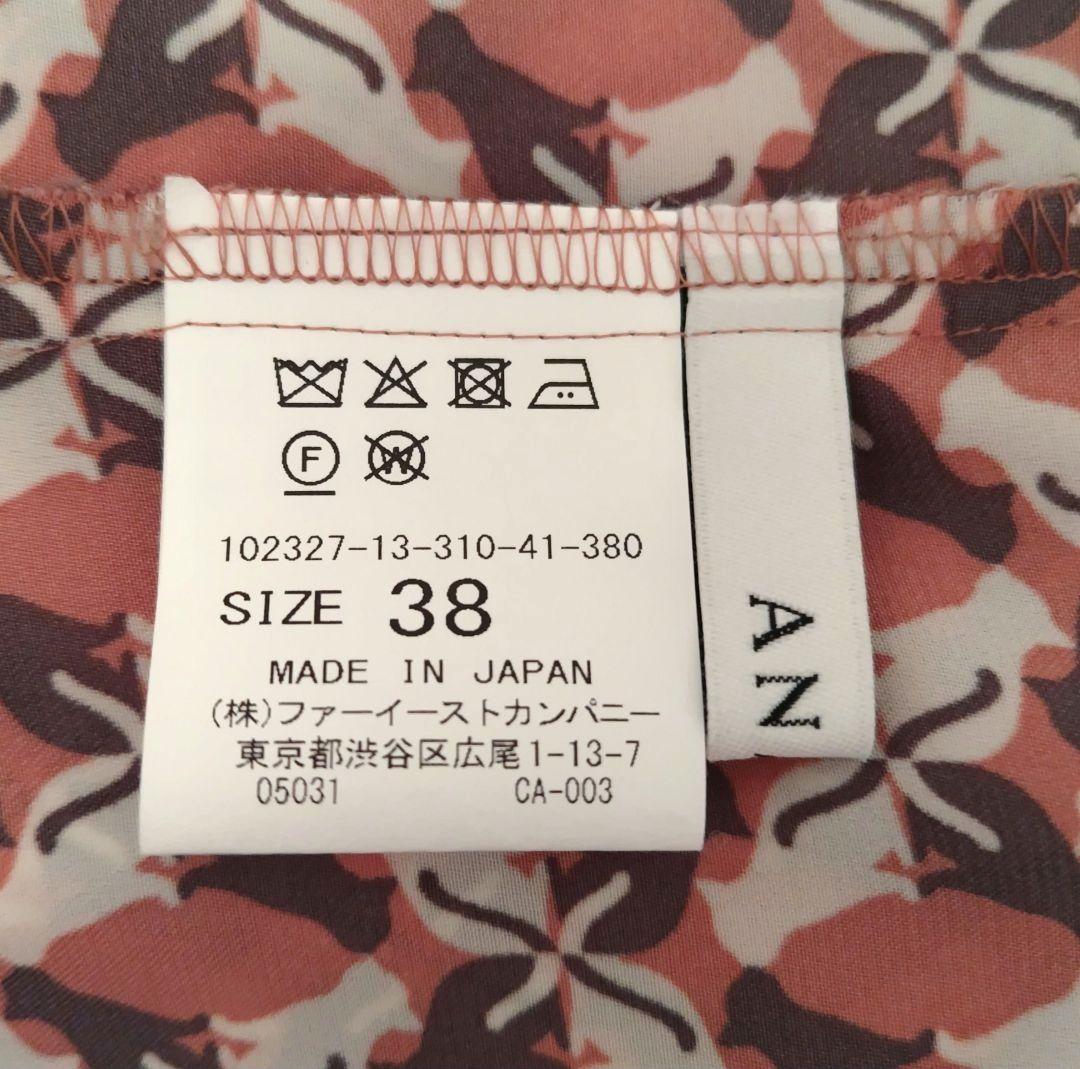 F W
102327-13-310-41-380
SIZE 38
MADE IN JAPAN
(株)ファーイーストカンパニー
東京都渋谷区広尾1-13-7
05031 CA-003
AN